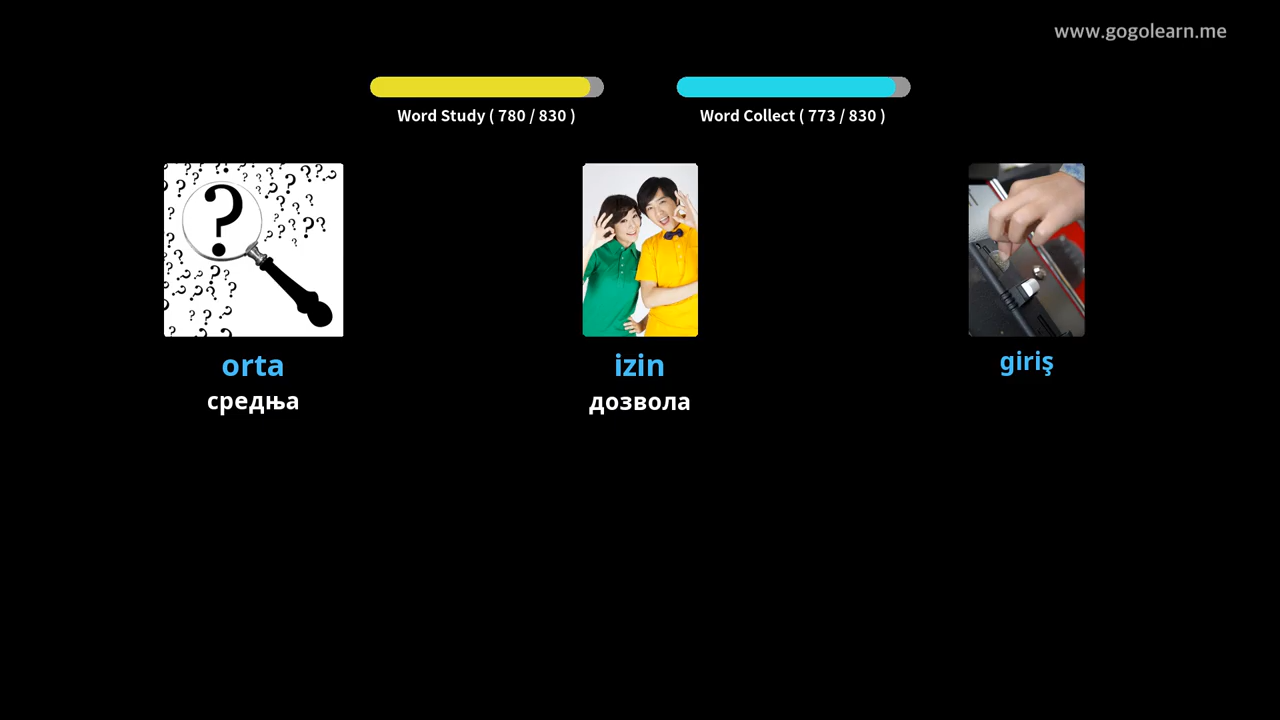 www.gogolearn.me
Word Study ( 780 / 830 )
Word Collect ( 773 / 830 )
orta
izin
giriş
средња
дозвола